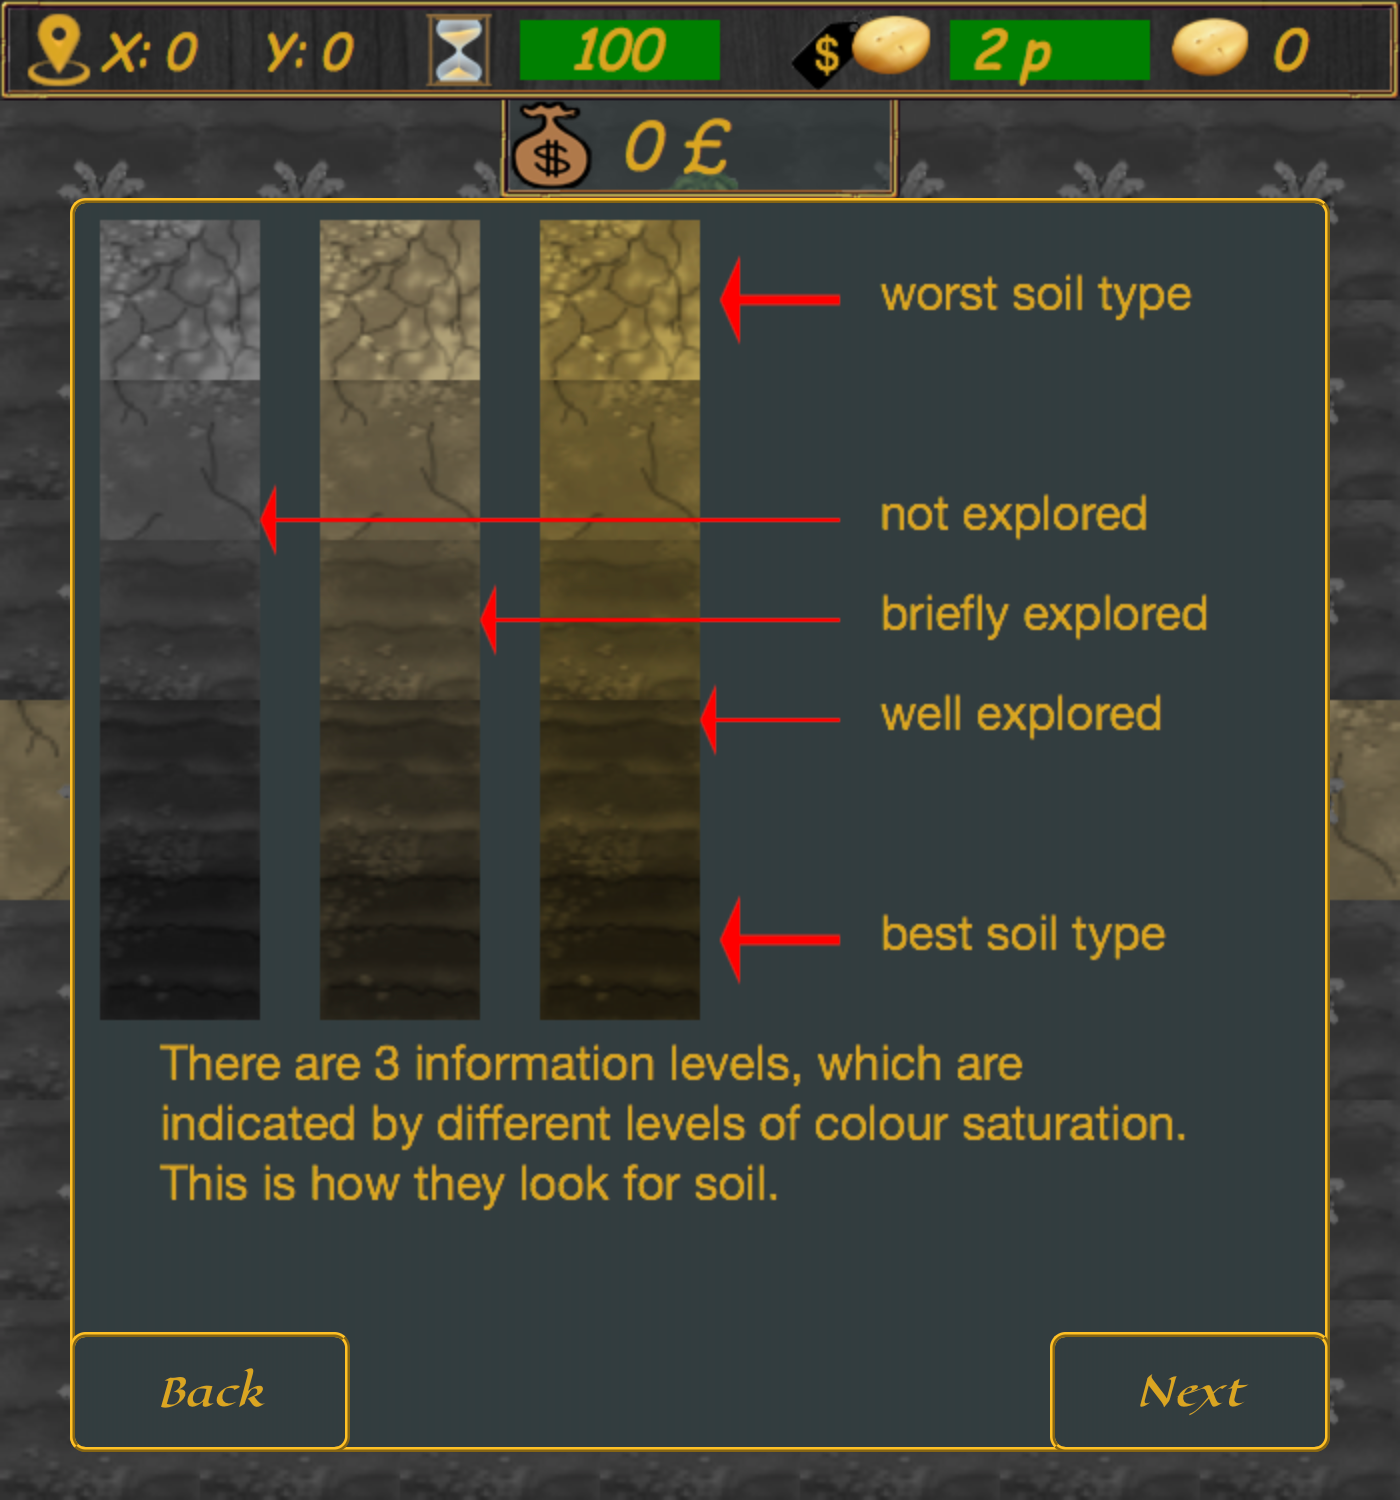 X: 0 Y: 0 100 $ 2 p 0
$ 0 £
worst soil type
not explored
briefly explored
well explored
best soil type
There are 3 information levels, which are
indicated by different levels of colour saturation.
This is how they look for soil.
Back Next